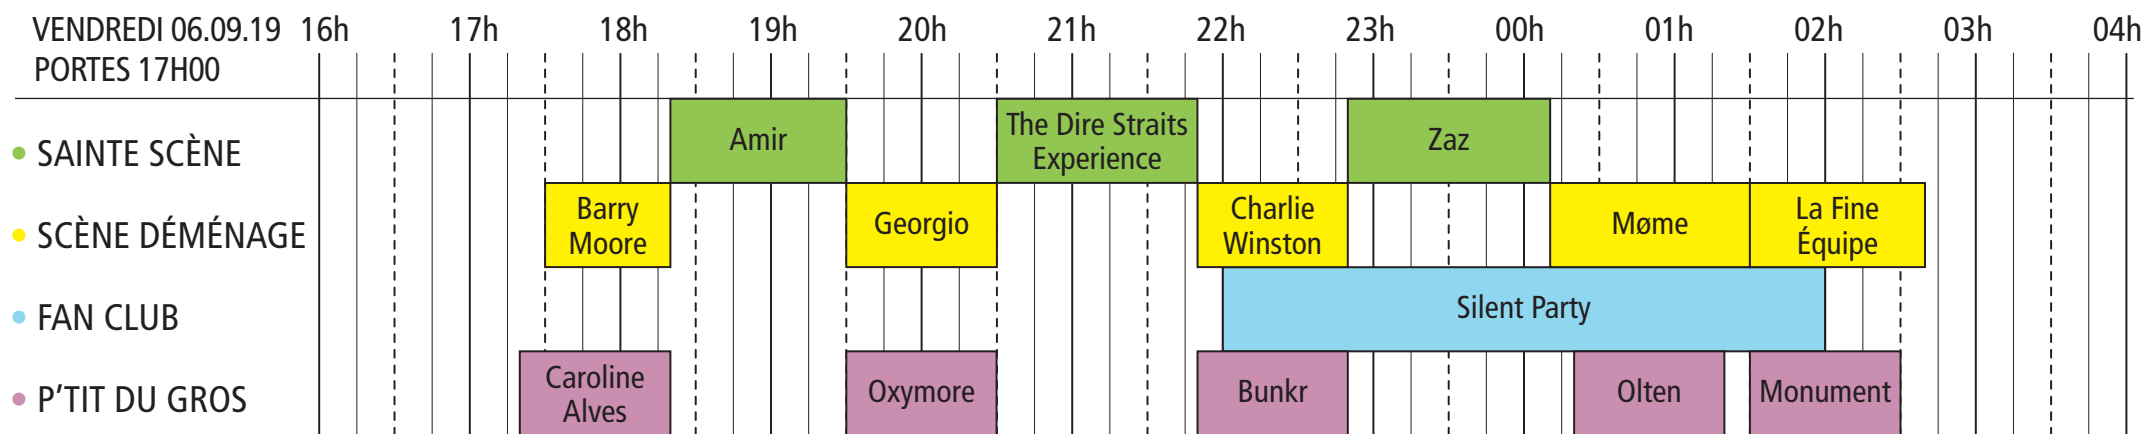 VENDREDI 06.09.19 16h 17h 18h 19h 20h 21h 22h 23h 00h 01h 02h 03h 04h
PORTES 17H00
SAINTE SCÈNE
Amir
The Dire Straits
Experience
Zaz
SCÈNE DÉMÉNAGE
Barry
Moore
Georgio
Charlie
Winston
Møme
La Fine
Équipe
FAN CLUB
Silent Party
P'TIT DU GROS
Caroline
Alves
Oxymore
Bunkr
Olten
Monument